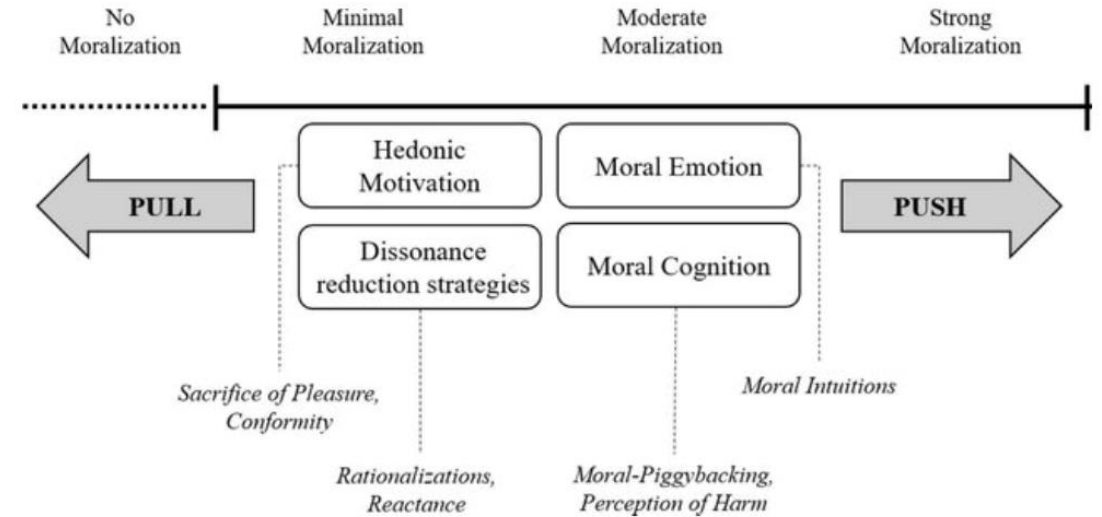 No
Moralization
Minimal
Moralization
Moderate
Moralization
Strong
Moralization
Hedonic
Motivation
Moral Emotion
PULL
PUSH
Dissonance
reduction strategies
Moral Cognition
Sacrifice of Pleasure,
Conformity
Moral Intuitions
Rationalizations,
Reactance
Moral-Piggybacking,
Perception of Harm